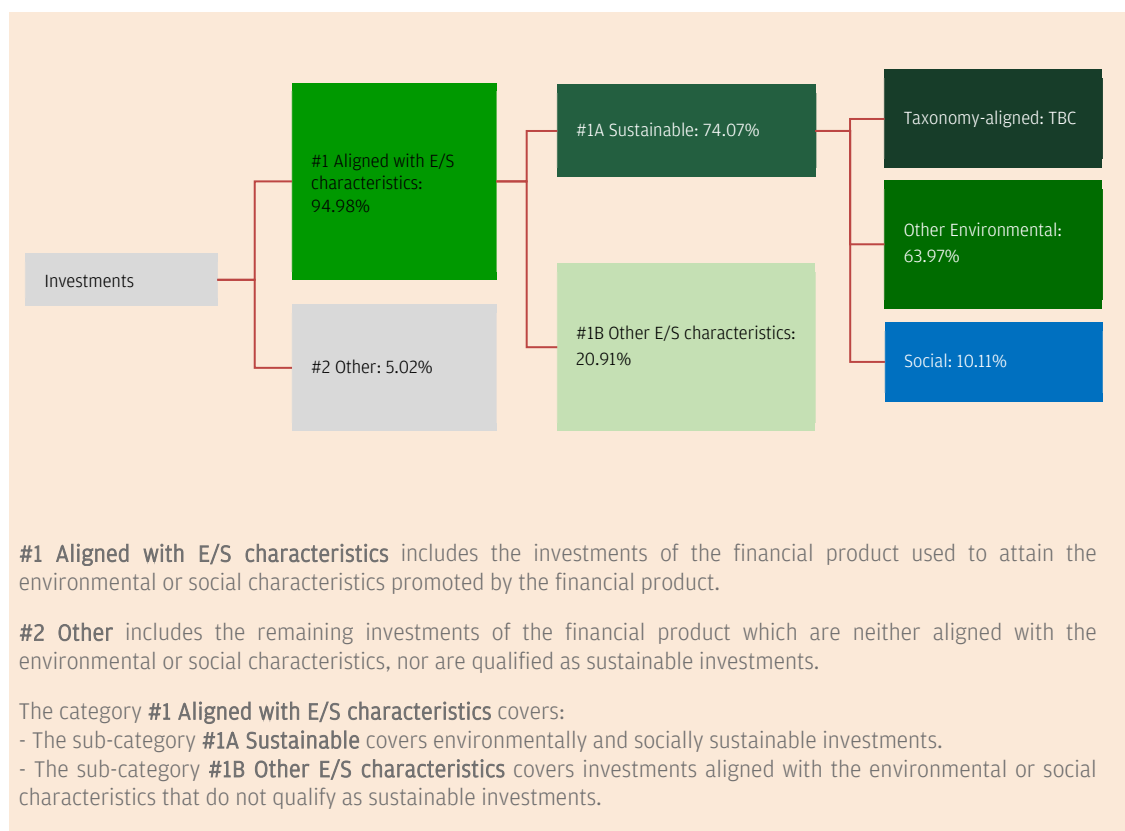 Investments
#1 Aligned with E/S
characteristics:
94.98%
#2 Other: 5.02%
#1A Sustainable: 74.07%
#1B Other E/S characteristics:
20.91%
Taxonomy-aligned: TBC
Other Environmental:
63.97%
Social: 10.11%
#1 Aligned with E/S characteristics includes the investments of the financial product used to attain the
environmental or social characteristics promoted by the financial product.
#2 Other includes the remaining investments of the financial product which are neither aligned with the
environmental or social characteristics, nor are qualified as sustainable investments.
The category #1 Aligned with E/S characteristics covers:
- The sub-category #1A Sustainable covers environmentally and socially sustainable investments.
- The sub-category #1B Other E/S characteristics covers investments aligned with the environmental or social
characteristics that do not qualify as sustainable investments.